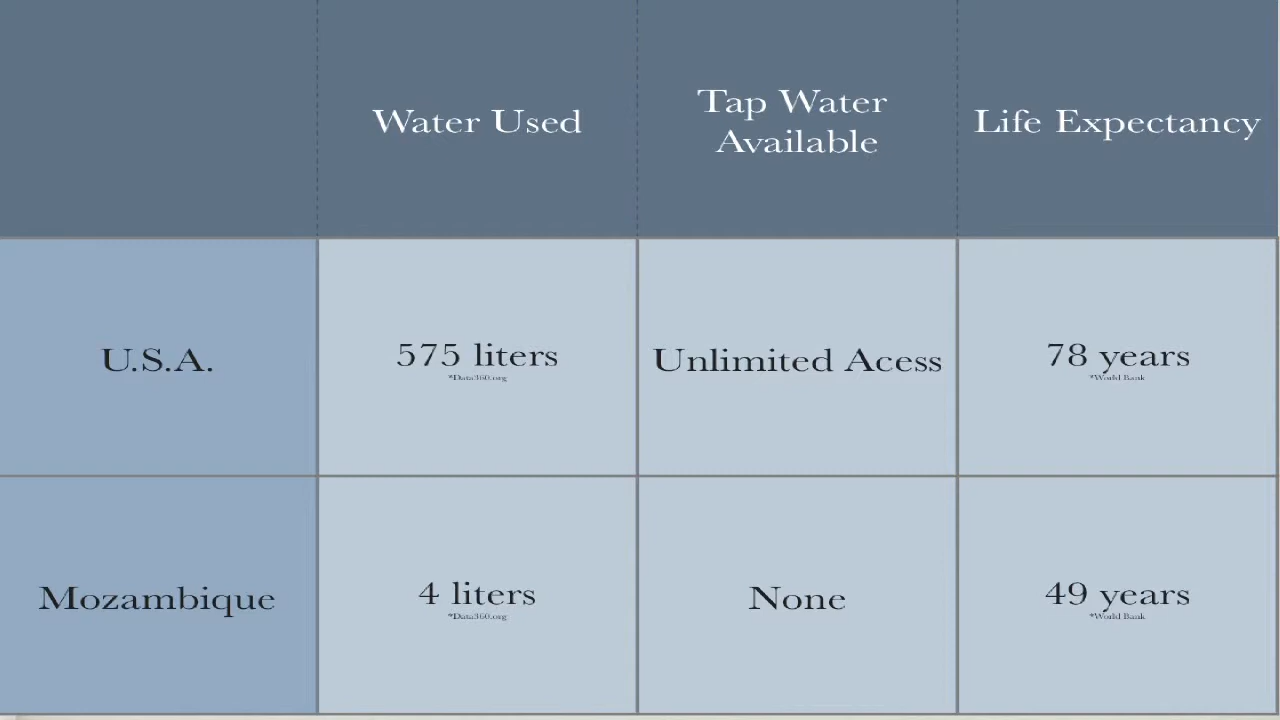 Water Used
Tap Water
Available
Life Expectancy
U.S.A.
575 liters
*Data360.org
Unlimited Acess
78 years
*World Bank
Mozambique
4 liters
*Data360.org
None
49 years
*World Bank